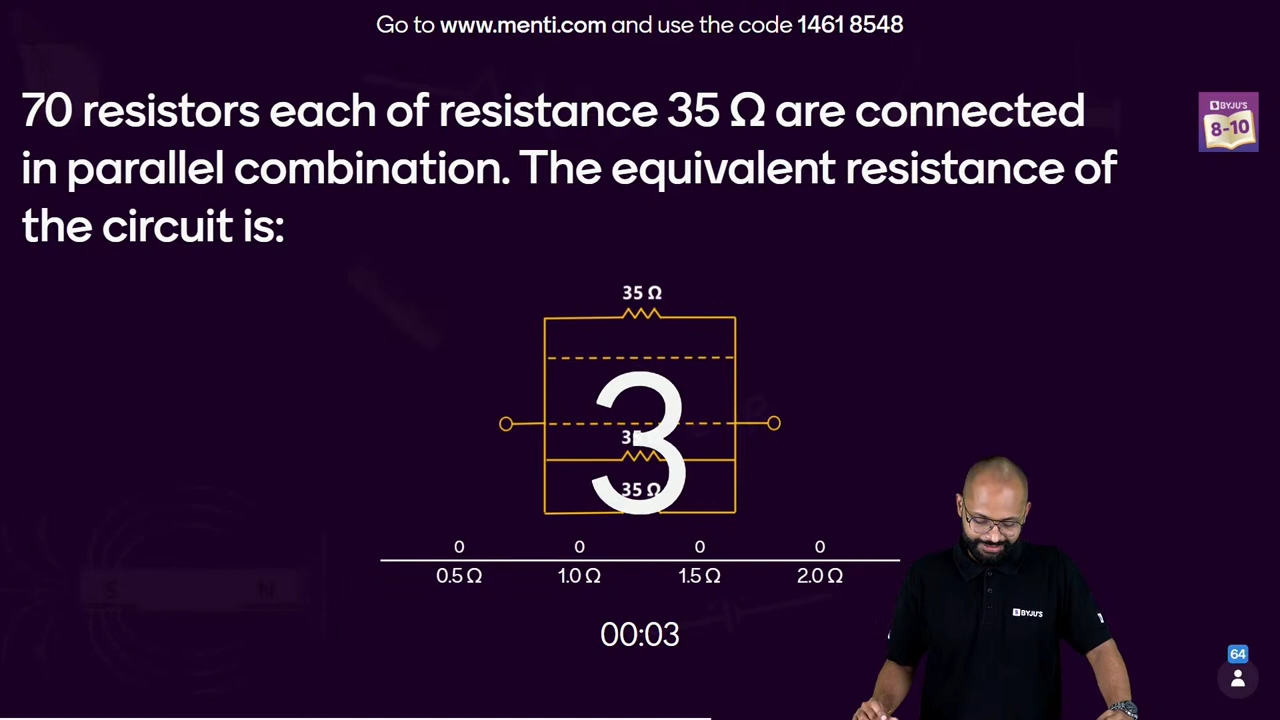 Go to www.menti.com and use the code 1461 8548
70 resistors each of resistance 35 Ω are connected
in parallel combination. The equivalent resistance of
the circuit is:
BYJU'S
8-10
35 Ω
3
35 Ω
0 0 0 0
0.5 Ω 1.0 Ω 1.5 Ω 2.0 Ω
00:03
BYJU'S
64
S N